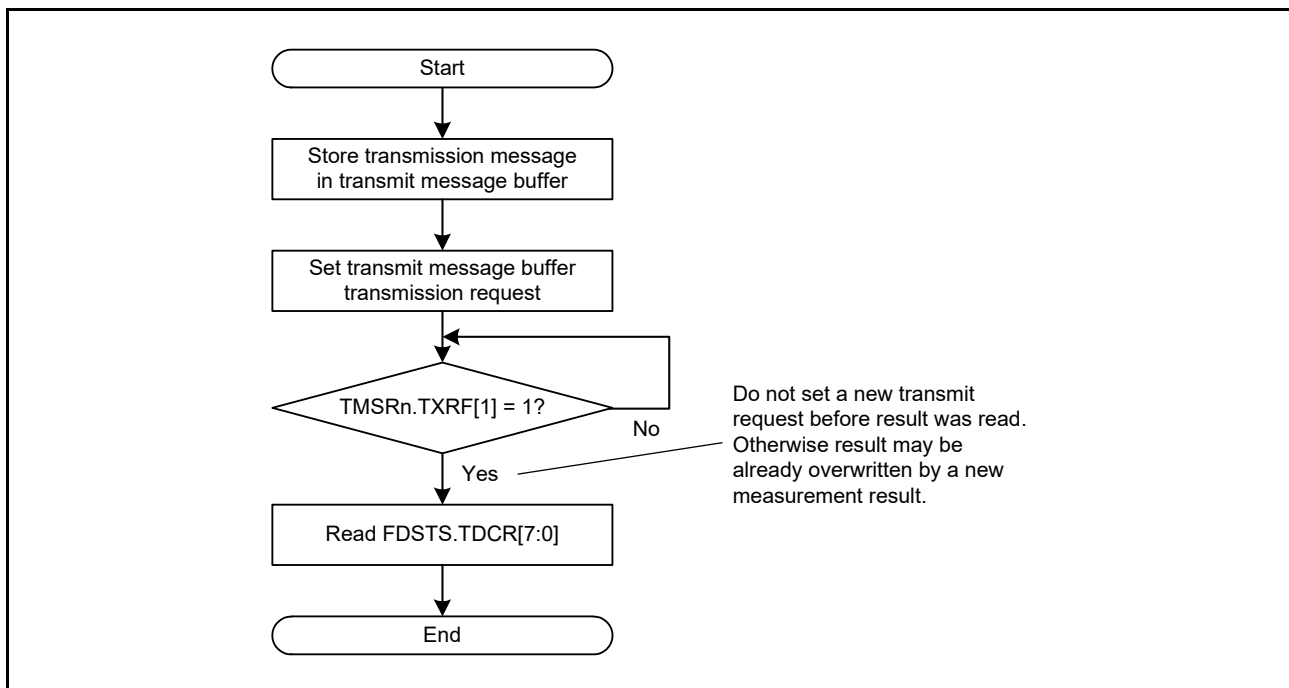 Start
Store transmission message
in transmit message buffer
Set transmit message buffer
transmission request
TMSRn.TXRF[1] = 1?
No
Yes
Do not set a new transmit
request before result was read.
Otherwise result may be
already overwritten by a new
measurement result.
Read FDSTS.TDCR[7:0]
End